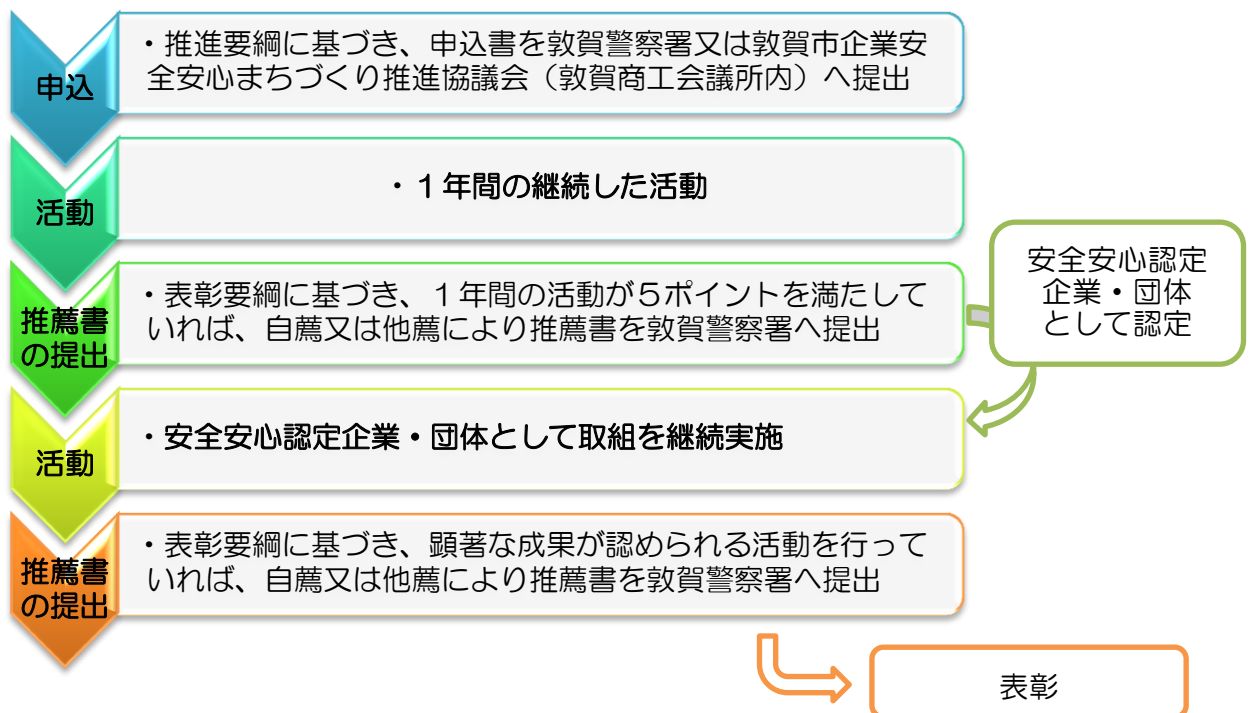 申込
・推進要綱に基づき、申込書を敦賀警察署又は敦賀市企業安
全安心まちづくり推進協議会（敦賀商工会議所内）へ提出
活動
・１年間の継続した活動
推薦書
の提出
・表彰要綱に基づき、１年間の活動が５ポイントを満たして
いれば、自薦又は他薦により推薦書を敦賀警察署へ提出
安全安心認定
企業・団体
として認定
活動
・安全安心認定企業・団体として取組を継続実施
推薦書
の提出
・表彰要綱に基づき、顕著な成果が認められる活動を行って
いれば、自薦又は他薦により推薦書を敦賀警察署へ提出
表彰